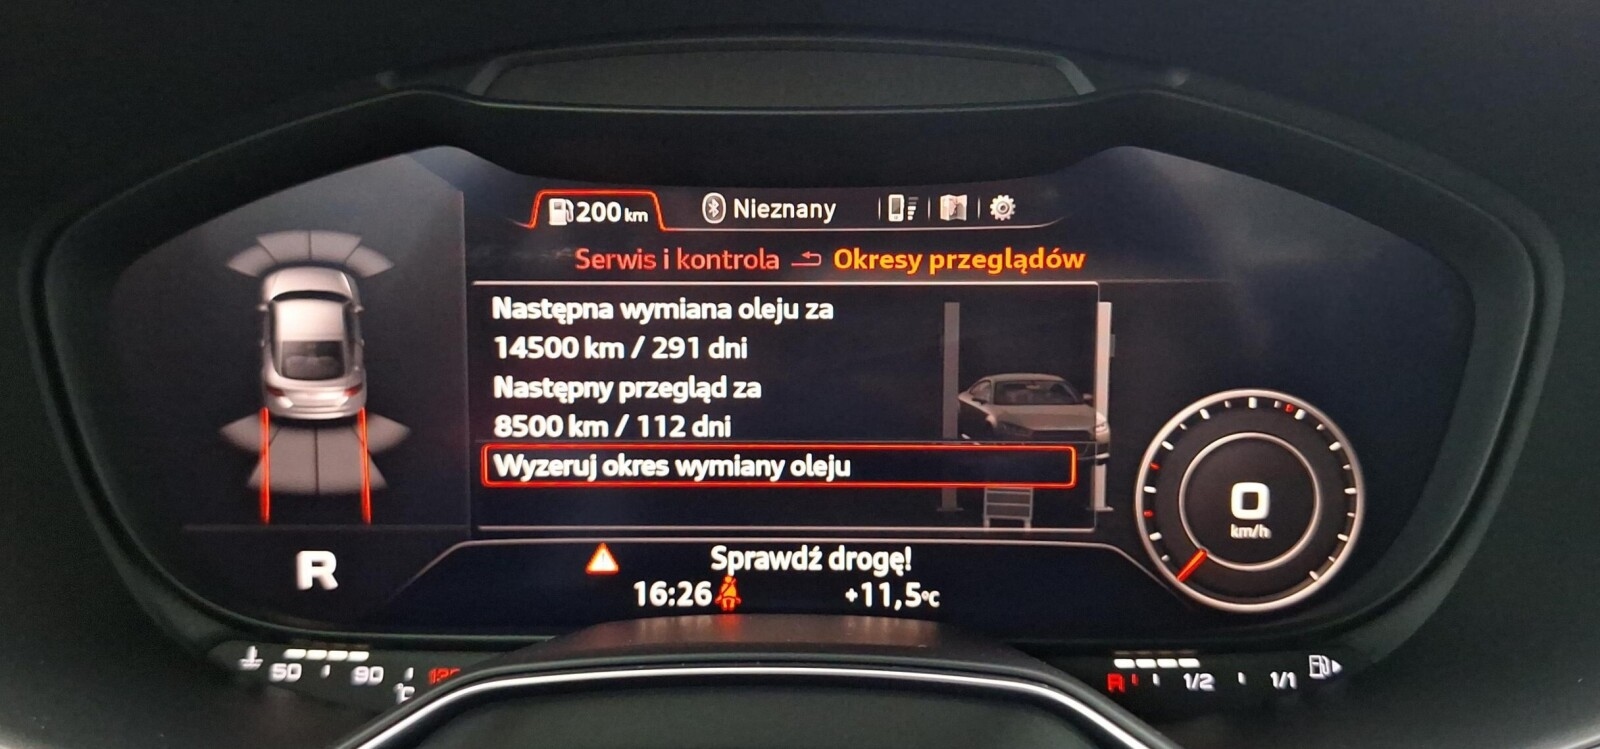 200 km
Nieznany
Serwis i kontrola
Okresy przeglądów
Następna wymiana oleju za
14500 km / 291 dni
Następny przegląd za
8500 km / 112 dni
Wyzeruj okres wymiany oleju
0
km/h
R
Sprawdź drogę!
16:26
+11,5°C
50 90
°C
R 1/2 1/1